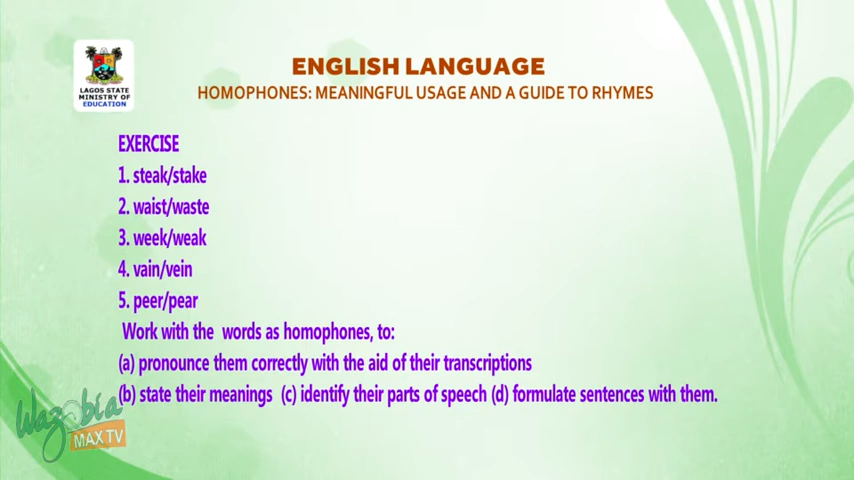 LAGOS STATE
MINISTRY OF
EDUCATION
ENGLISH LANGUAGE
HOMOPHONES: MEANINGFUL USAGE AND A GUIDE TO RHYMES
EXERCISE
1. steak/stake
2. waist/waste
3. week/weak
4. vain/vein
5. peer/pear
Work with the words as homophones, to:
(a) pronounce them correctly with the aid of their transcriptions
(b) state their meanings (c) identify their parts of speech (d) formulate sentences with them.
Wazobia
MAX TV